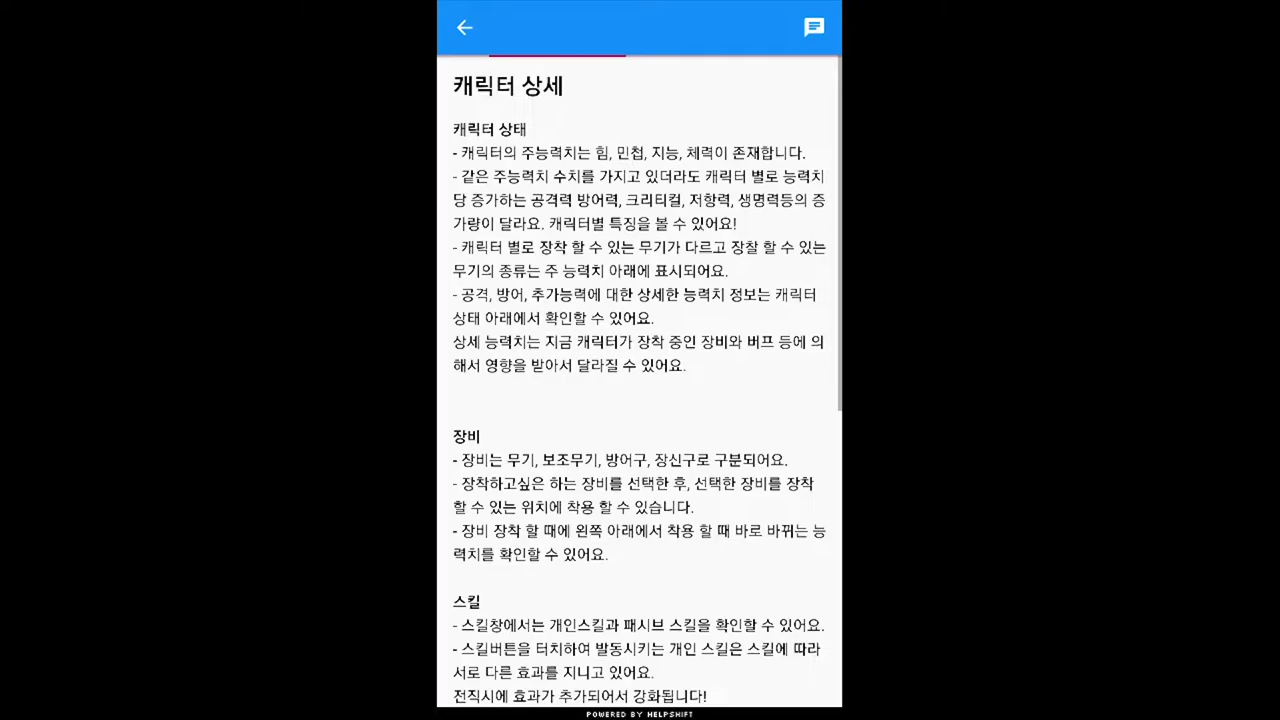 캐릭터 상세
캐릭터 상태
- 캐릭터의 주능력치는 힘, 민첩, 지능, 체력이 존재합니다.
- 같은 주능력치 수치를 가지고 있더라도 캐릭터 별로 능력치
당 증가하는 공격력 방어력, 크리티컬, 저항력, 생명력등의 증
가량이 달라요. 캐릭터별 특징을 볼 수 있어요!
- 캐릭터 별로 장착 할 수 있는 무기가 다르고 장찰 할 수 있는
무기의 종류는 주 능력치 아래에 표시되어요.
- 공격, 방어, 추가능력에 대한 상세한 능력치 정보는 캐릭터
상태 아래에서 확인할 수 있어요.
상세 능력치는 지금 캐릭터가 장착 중인 장비와 버프 등에 의
해서 영향을 받아서 달라질 수 있어요.
장비
- 장비는 무기, 보조무기, 방어구, 장신구로 구분되어요.
- 장착하고싶은 하는 장비를 선택한 후, 선택한 장비를 장착
할 수 있는 위치에 착용 할 수 있습니다.
- 장비 장착 할 때에 왼쪽 아래에서 착용 할 때 바로 바뀌는 능
력치를 확인할 수 있어요.
스킬
- 스킬창에서는 개인스킬과 패시브 스킬을 확인할 수 있어요.
- 스킬버튼을 터치하여 발동시키는 개인 스킬은 스킬에 따라
서로 다른 효과를 지니고 있어요.
전직시에 효과가 추가되어서 강화됩니다!
POWERED BY HELPSHIFT